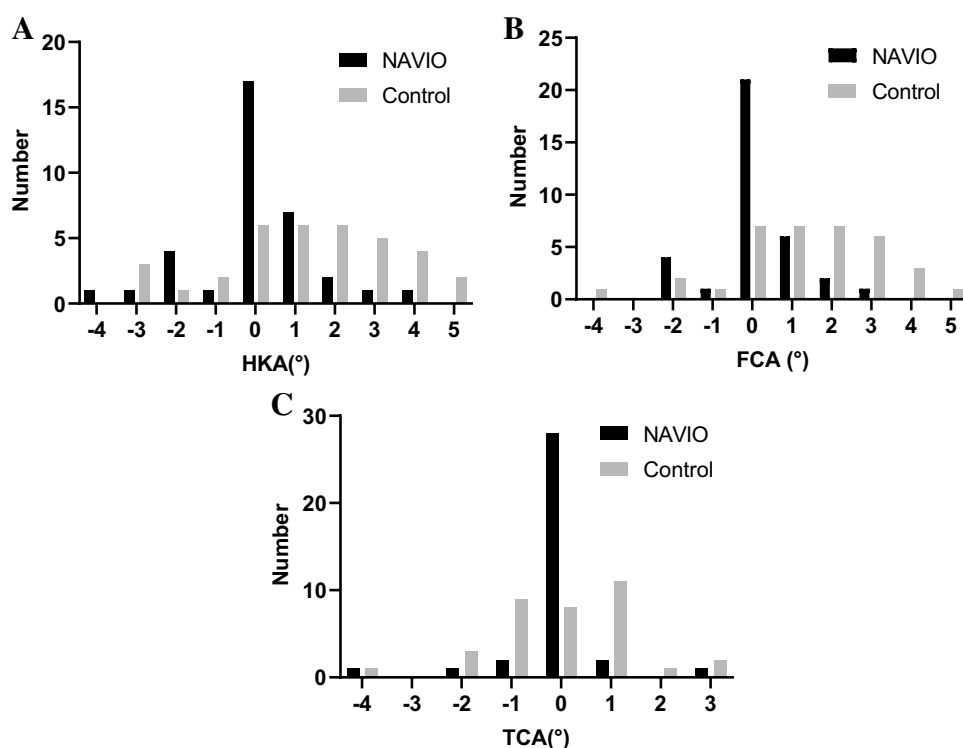 A
20
15
10
5
0
Number
NAVIO
Control
-4 -3 -2 -1 0 1 2 3 4 5
HKA(°)
B
25
20
15
10
5
0
Number
NAVIO
Control
-4 -3 -2 -1 0 1 2 3 4 5
FCA (°)
C
30
20
10
0
Number
NAVIO
Control
-4 -3 -2 -1 0 1 2 3
TCA(°)